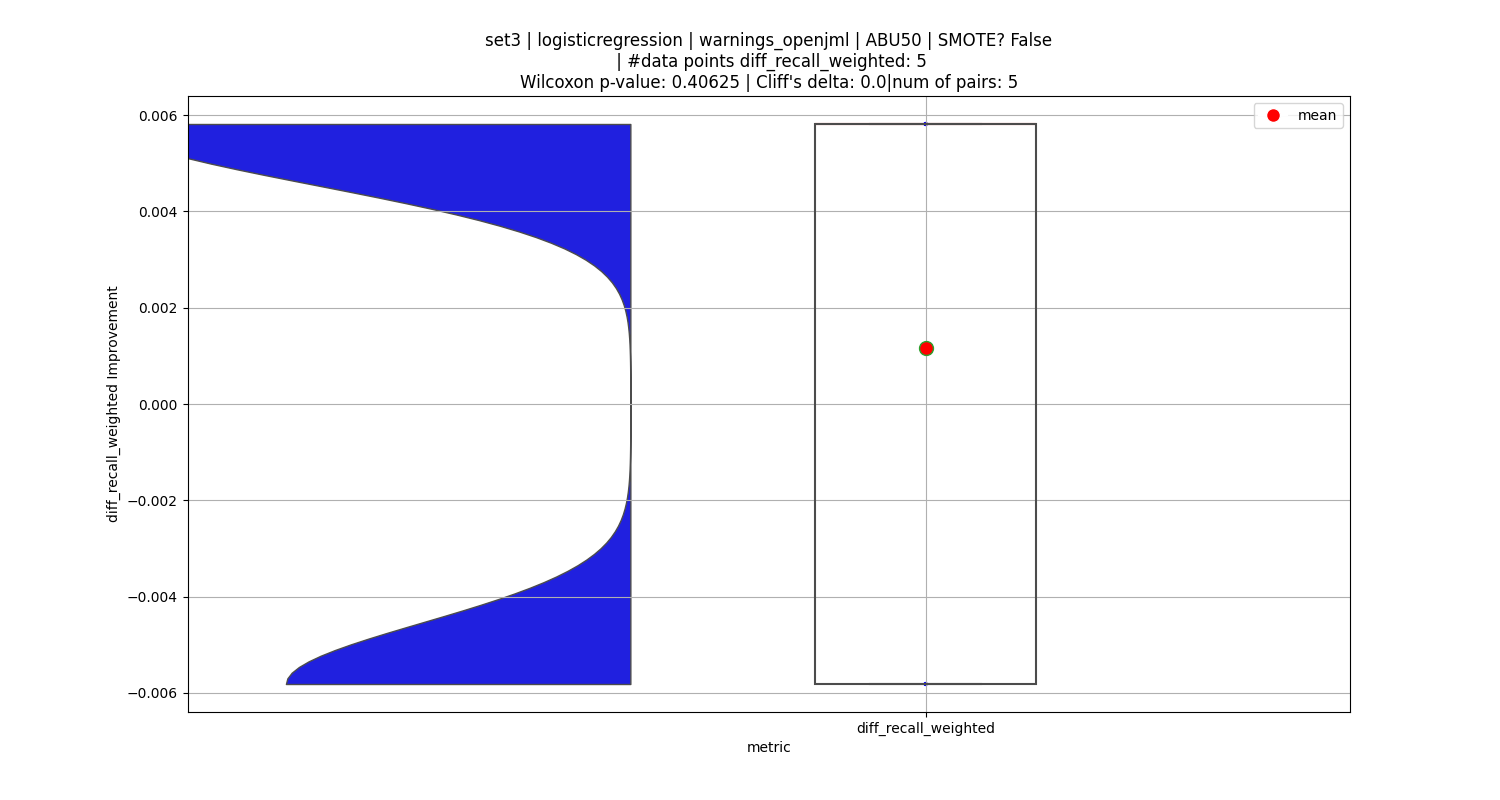 set3 | logisticregression | warnings_openjml | ABU50 | SMOTE? False
| #data points diff_recall_weighted: 5
Wilcoxon p-value: 0.40625 | Cliff's delta: 0.0|num of pairs: 5
mean
0.006
0.004
0.002
0.000
−0.002
−0.004
−0.006
diff_recall_weighted Improvement
diff_recall_weighted
metric